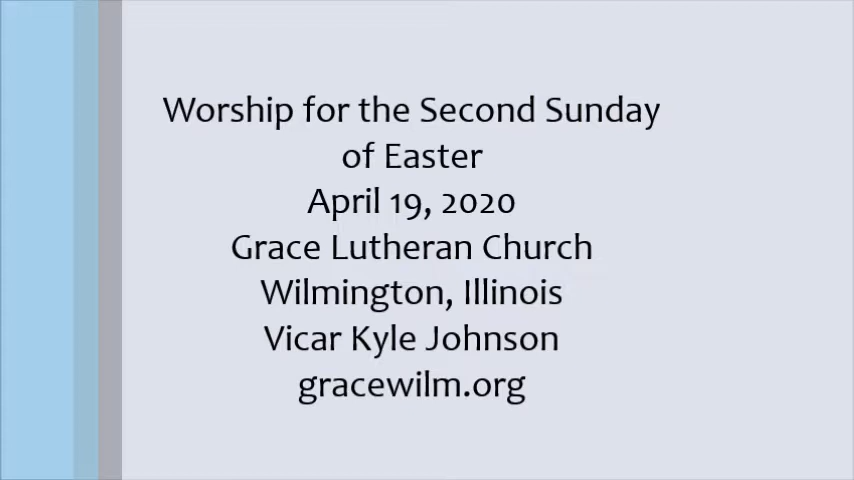 Worship for the Second Sunday
of Easter
April 19, 2020
Grace Lutheran Church
Wilmington, Illinois
Vicar Kyle Johnson
gracewilm.org